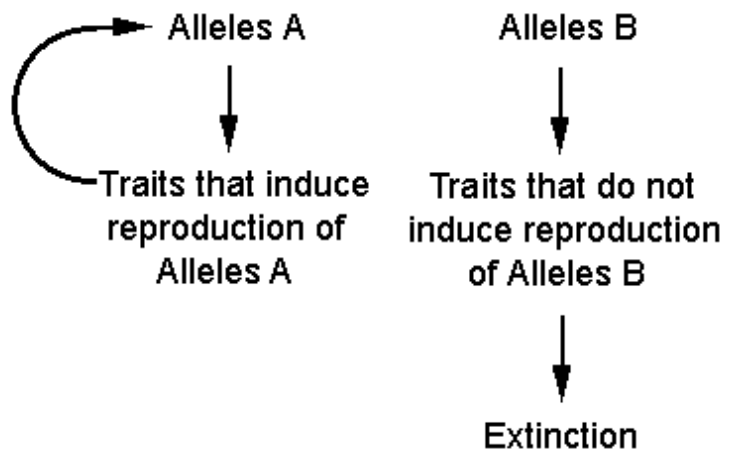 Alleles A
Traits that induce
reproduction of
Alleles A
Alleles B
Traits that do not
induce reproduction
of Alleles B
Extinction